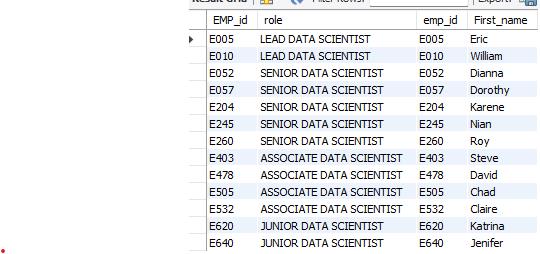 Result Grid Filter Rows: Export:
EMP_id role emp_id First_name
E005 LEAD DATA SCIENTIST E005 Eric
E010 LEAD DATA SCIENTIST E010 William
E052 SENIOR DATA SCIENTIST E052 Dianna
E057 SENIOR DATA SCIENTIST E057 Dorothy
E204 SENIOR DATA SCIENTIST E204 Karene
E245 SENIOR DATA SCIENTIST E245 Nian
E260 SENIOR DATA SCIENTIST E260 Roy
E403 ASSOCIATE DATA SCIENTIST E403 Steve
E478 ASSOCIATE DATA SCIENTIST E478 David
E505 ASSOCIATE DATA SCIENTIST E505 Chad
E532 ASSOCIATE DATA SCIENTIST E532 Claire
E620 JUNIOR DATA SCIENTIST E620 Katrina
E640 JUNIOR DATA SCIENTIST E640 Jenifer